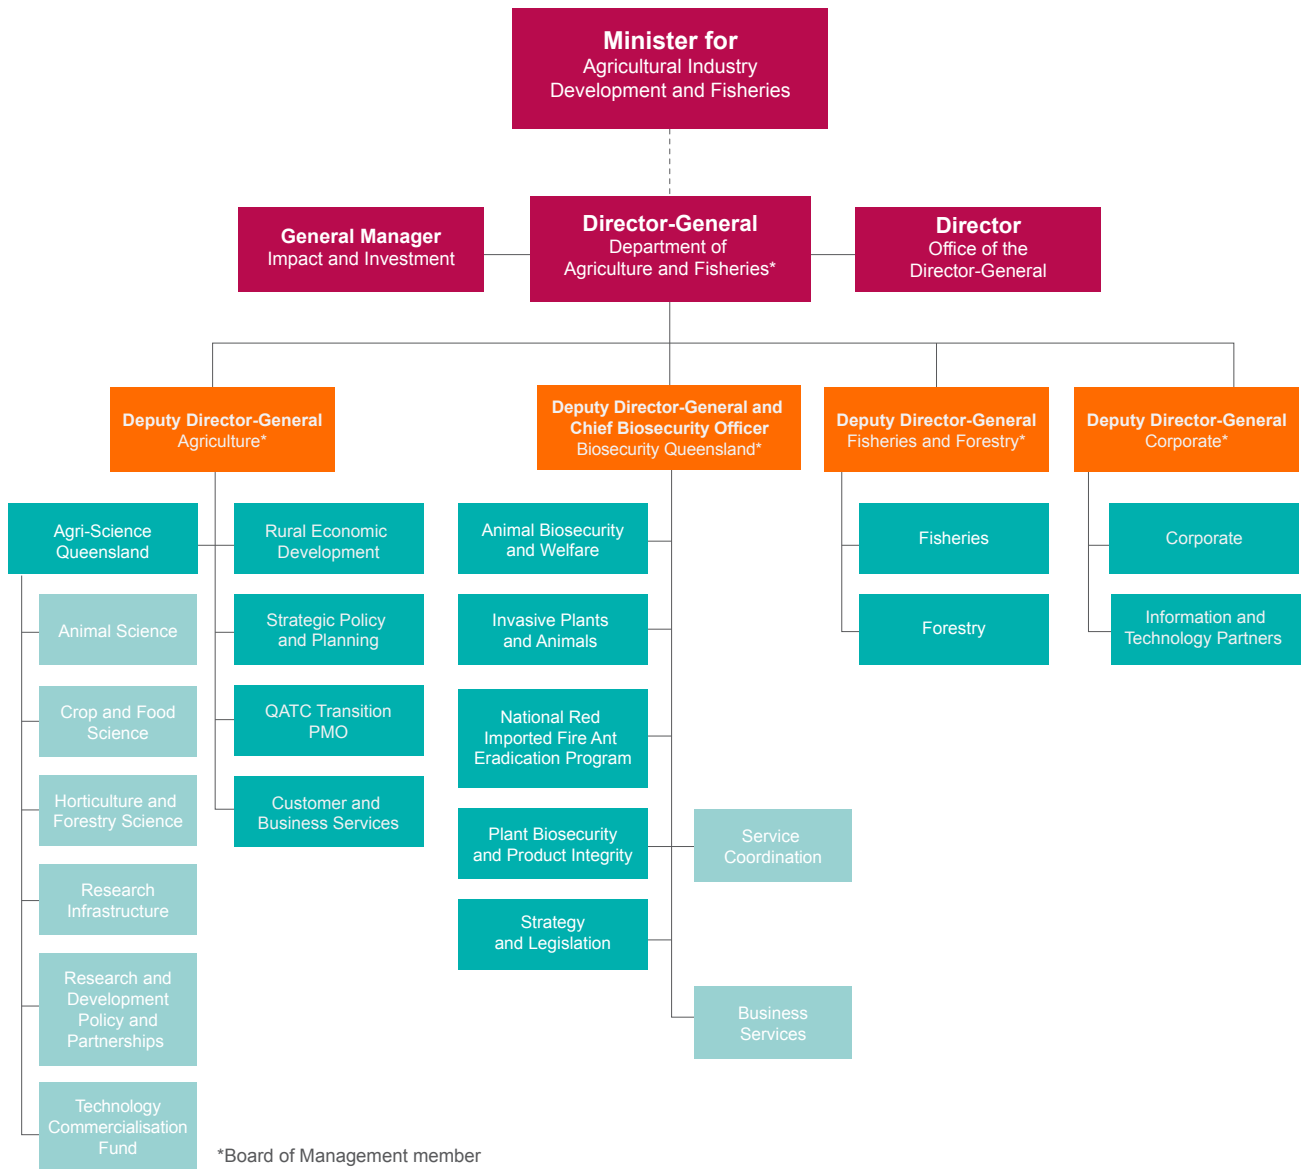 Minister for
Agricultural Industry
Development and Fisheries
General Manager
Impact and Investment
Director-General
Department of
Agriculture and Fisheries*
Director
Office of the
Director-General
Deputy Director-General
Agriculture*
Deputy Director-General and
Chief Biosecurity Officer
Biosecurity Queensland*
Deputy Director-General
Fisheries and Forestry*
Deputy Director-General
Corporate*
Agri-Science
Queensland
Rural Economic
Development
Animal Science
Strategic Policy
and Planning
Crop and Food
Science
QATC Transition
PMO
Horticulture and
Forestry Science
Customer and
Business Services
Research
Infrastructure
Research and
Development
Policy and
Partnerships
Technology
Commercialisation
Fund
Animal Biosecurity
and Welfare
Invasive Plants
and Animals
National Red
Imported Fire Ant
Eradication Program
Plant Biosecurity
and Product Integrity
Service
Coordination
Strategy
and Legislation
Business
Services
Fisheries
Forestry
Corporate
Information and
Technology Partners
*Board of Management member